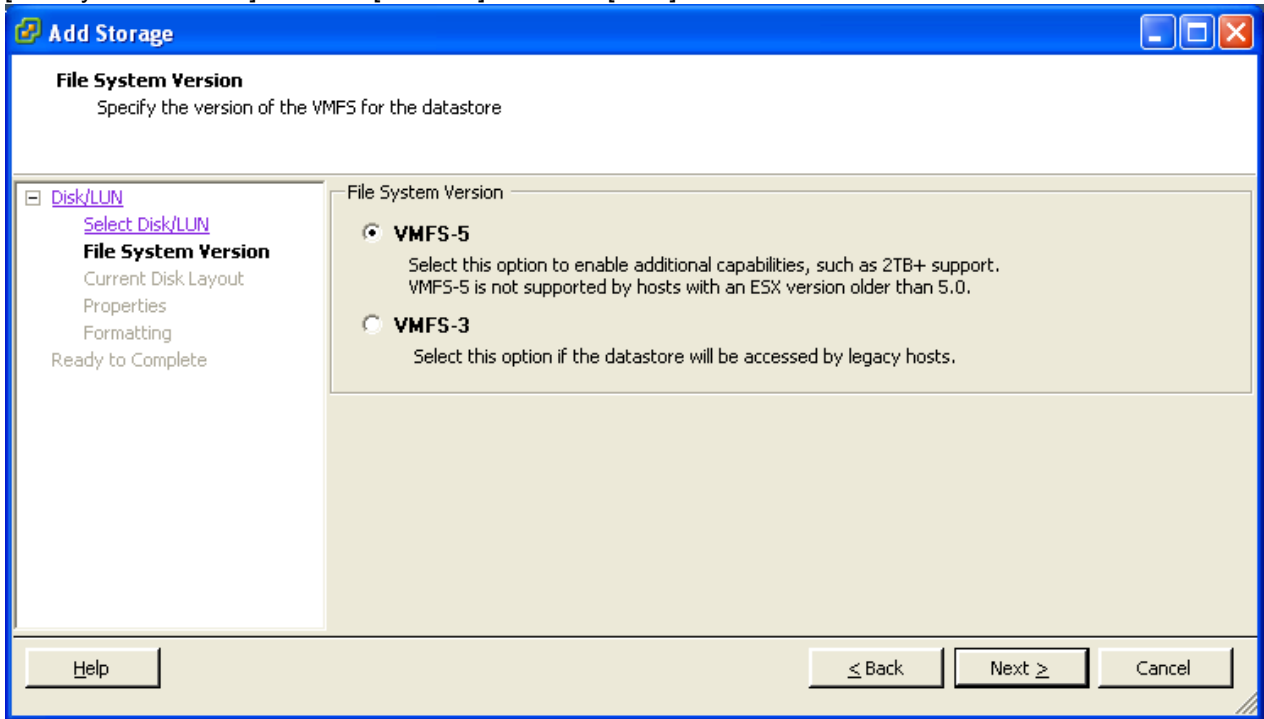 Add Storage
File System Version
Specify the version of the VMFS for the datastore
Disk/LUN
Select Disk/LUN
File System Version
Current Disk Layout
Properties
Formatting
Ready to Complete
File System Version
VMFS-5
Select this option to enable additional capabilities, such as 2TB+ support.
VMFS-5 is not supported by hosts with an ESX version older than 5.0.
VMFS-3
Select this option if the datastore will be accessed by legacy hosts.
Help
< Back
Next >
Cancel